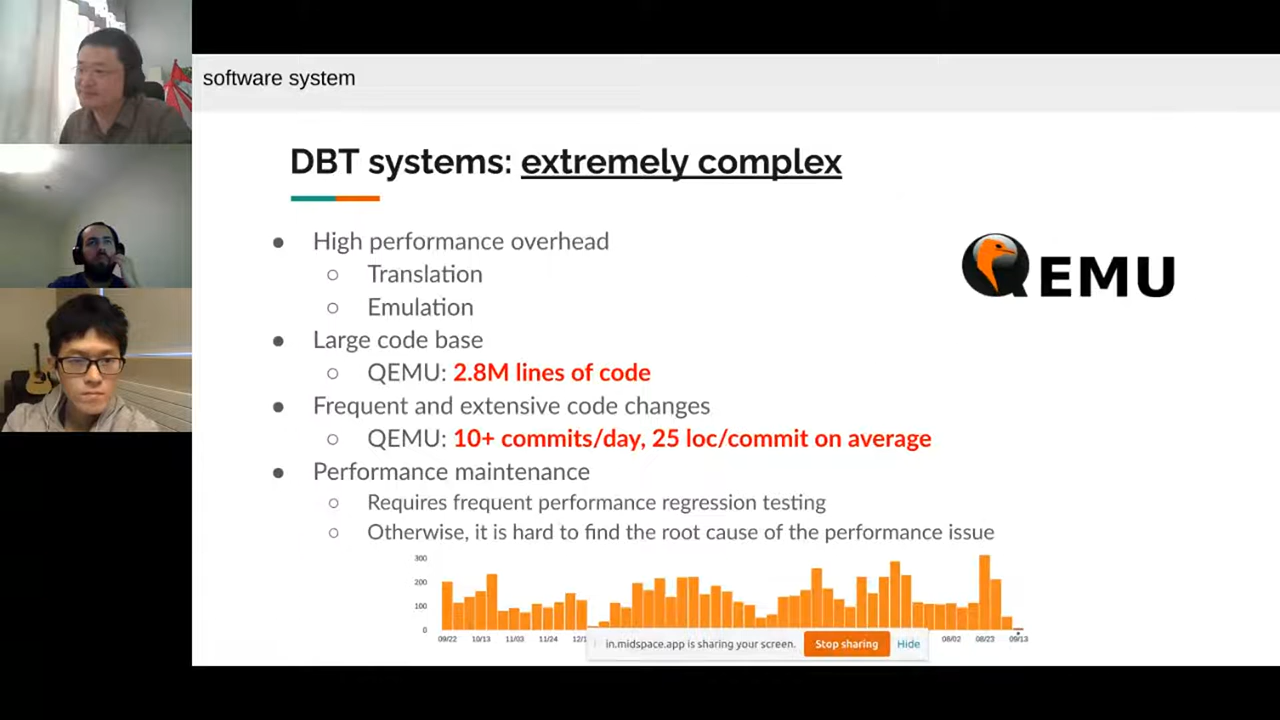 software system
DBT systems: extremely complex
● High performance overhead
○ Translation
○ Emulation
QEMU
● Large code base
○ QEMU: 2.8M lines of code
● Frequent and extensive code changes
○ QEMU: 10+ commits/day, 25 loc/commit on average
● Performance maintenance
○ Requires frequent performance regression testing
○ Otherwise, it is hard to find the root cause of the performance issue
300
200
100
0
09/22 10/13 11/03 11/24 08/02 08/23 09/13
in.midspace.app is sharing your screen. Stop sharing Hide